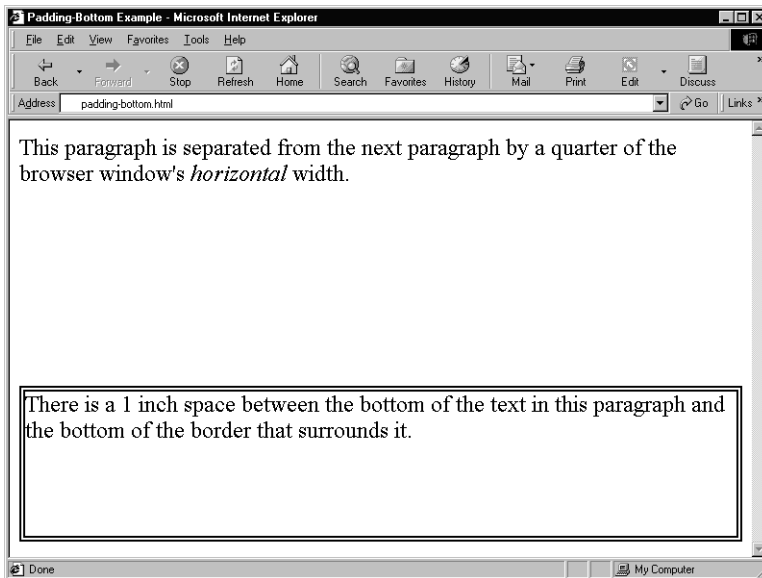 Padding-Bottom Example - Microsoft Internet Explorer
File Edit View Favorites Tools Help
Back Forward Stop Refresh Home Search Favorites History Mail Print Edit Discuss »
Address padding-bottom.html Go Links »
This paragraph is separated from the next paragraph by a quarter of the
browser window's horizontal width.
There is a 1 inch space between the bottom of the text in this paragraph and
the bottom of the border that surrounds it.
Done My Computer